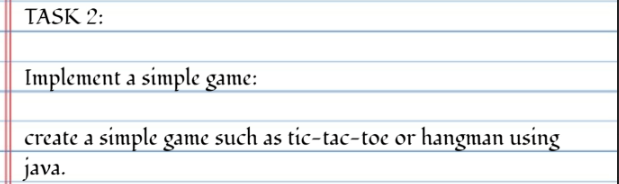 TASK 2:
Implement a simple game:
create a simple game such as tic-tac-toe or hangman using
java.